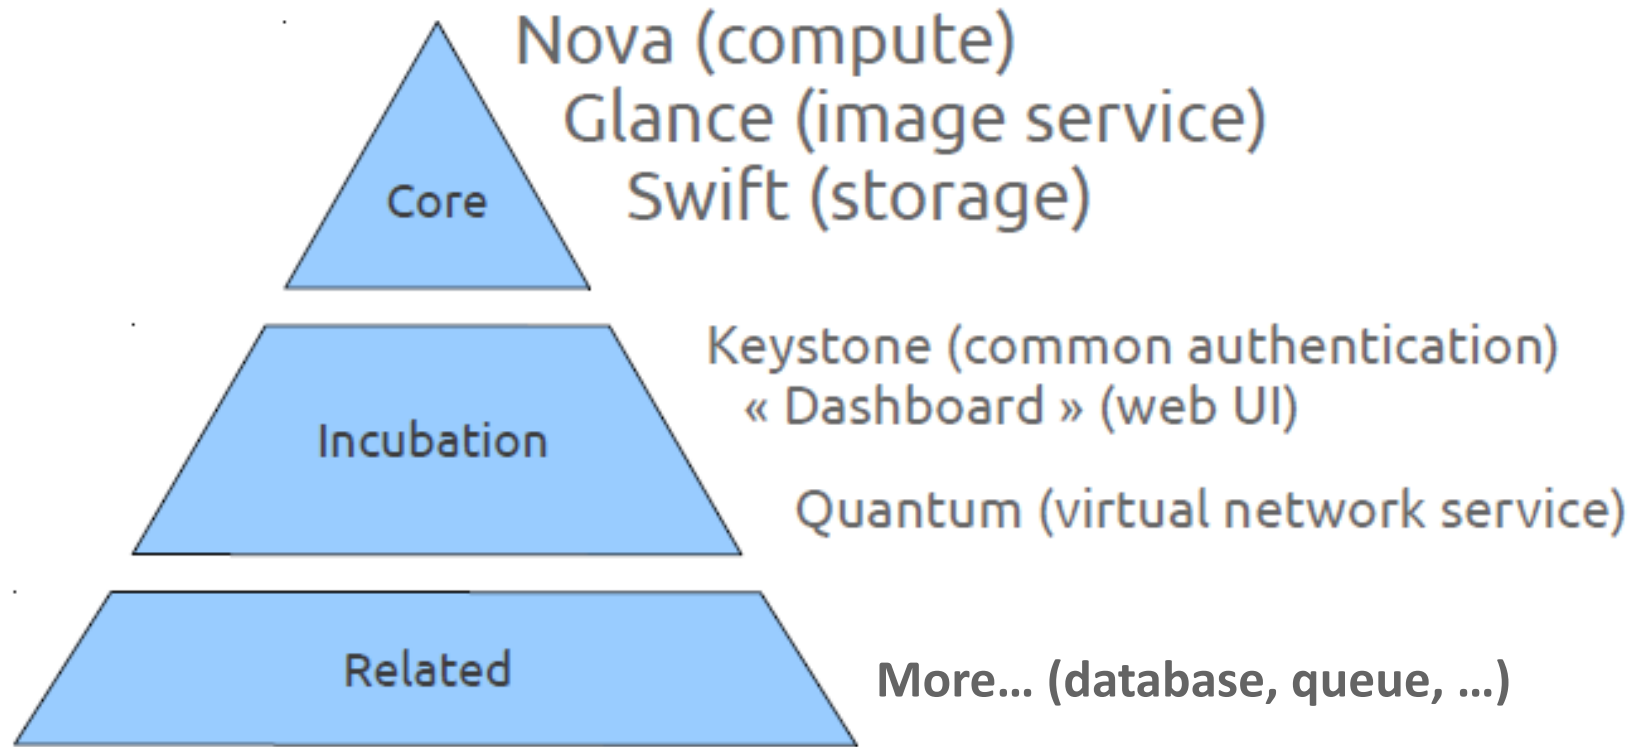 Nova (compute)
Glance (image service)
Swift (storage)
Core
Keystone (common authentication)
« Dashboard » (web UI)
Incubation
Quantum (virtual network service)
Related
More... (database, queue, ...)